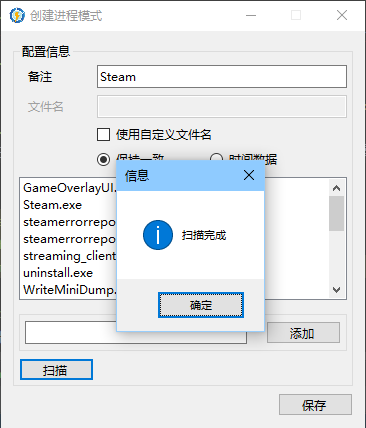 创建进程模式
配置信息
备注 Steam
文件名
使用自定义文件名
保持一致 时间数据
信息
GameOverlayUI.
Steam.exe
steamerrorrepo
steamerrorrepo
streaming_client
uninstall.exe
WriteMiniDump.
扫描完成
确定
添加
扫描
保存